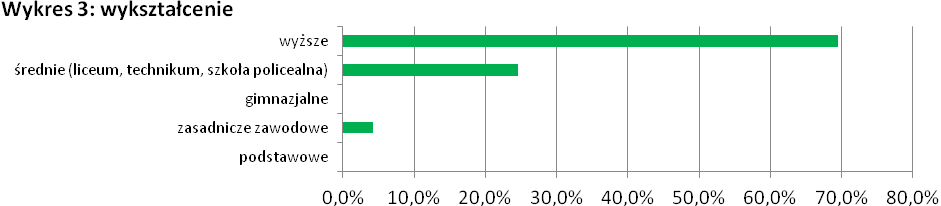 Wykres 3: wykształcenie
wyższe
średnie (liceum, technikum, szkoła policealna)
gimnazjalne
zasadnicze zawodowe
podstawowe
0,0% 10,0% 20,0% 30,0% 40,0% 50,0% 60,0% 70,0% 80,0%